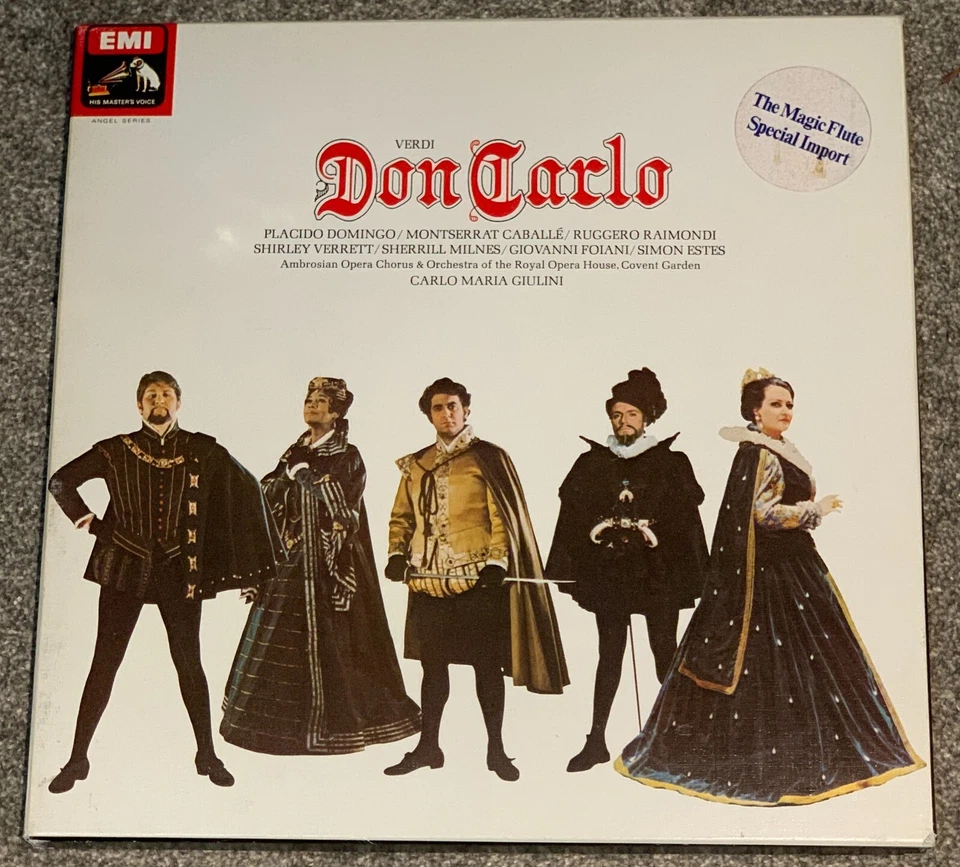 EMI
HIS MASTER'S VOICE
ANGEL SERIES
The Magic Flute
Special Import
VERDI
Don Carlo
PLACIDO DOMINGO/MONTSERRAT CABALLÉ/RUGGERO RAIMONDI
SHIRLEY VERRETT/SHERRILL MILNES/GIOVANNI FOIANI/SIMON ESTES
Ambrosian Opera Chorus & Orchestra of the Royal Opera House, Covent Garden
CARLO MARIA GIULINI